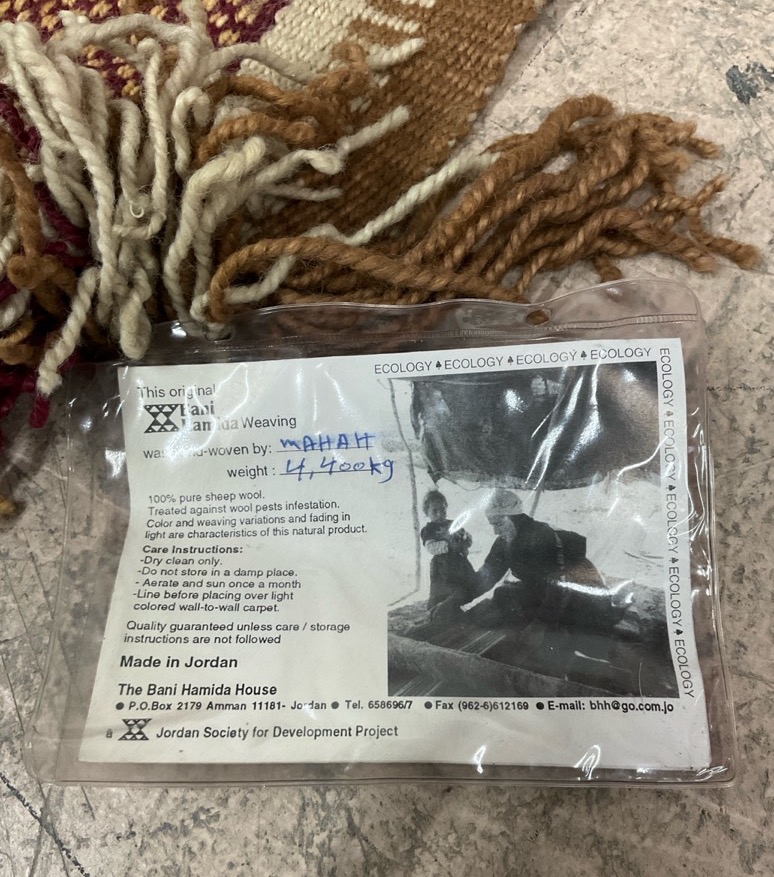 ECOLOGY ♠ ECOLOGY ♠ ECOLOGY ♠ ECOLOGY
ECOLOGY ♠ ECOLOGY ♠ ECOLOGY ♠ ECOLOGY
This original
Bani
Hamida Weaving
was hand-woven by: MAHAH
weight : 4,400kg
100% pure sheep wool.
Treated against wool pests infestation.
Color and weaving variations and fading in
light are characteristics of this natural product.
Care Instructions:
-Dry clean only.
-Do not store in a damp place.
- Aerate and sun once a month
-Line before placing over light
colored wall-to-wall carpet.
Quality guaranteed unless care / storage
instructions are not followed
Made in Jordan
The Bani Hamida House
● P.O.Box 2179 Amman 11181- Jordan ● Tel. 658696/7 ● Fax (962-6)612169 ● E-mail: bhh@go.com.jo
a Jordan Society for Development Project